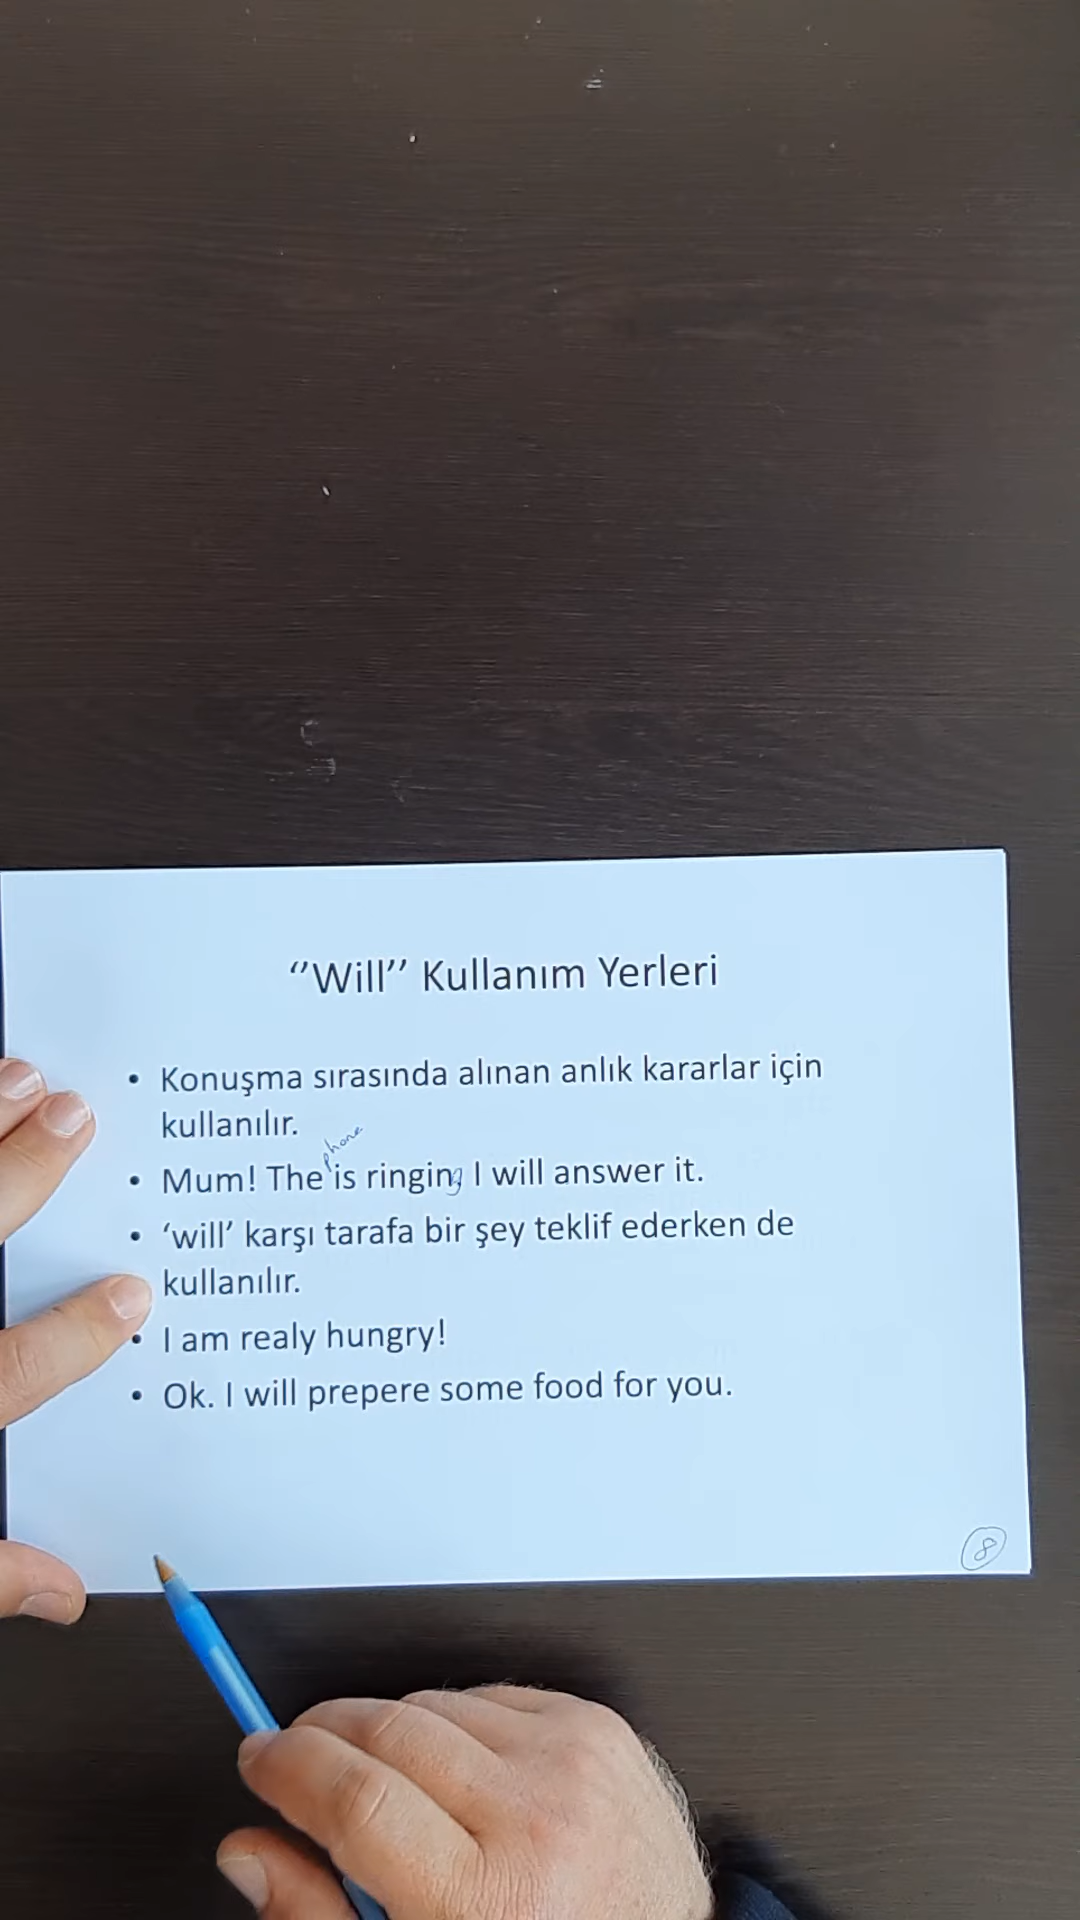 ‘’Will’’ Kullanım Yerleri
• Konuşma sırasında alınan anlık kararlar için
kullanılır.
phone
• Mum! The is ringing I will answer it.
• ‘will’ karşı tarafa bir şey teklif ederken de
kullanılır.
• I am realy hungry!
• Ok. I will prepere some food for you.
8